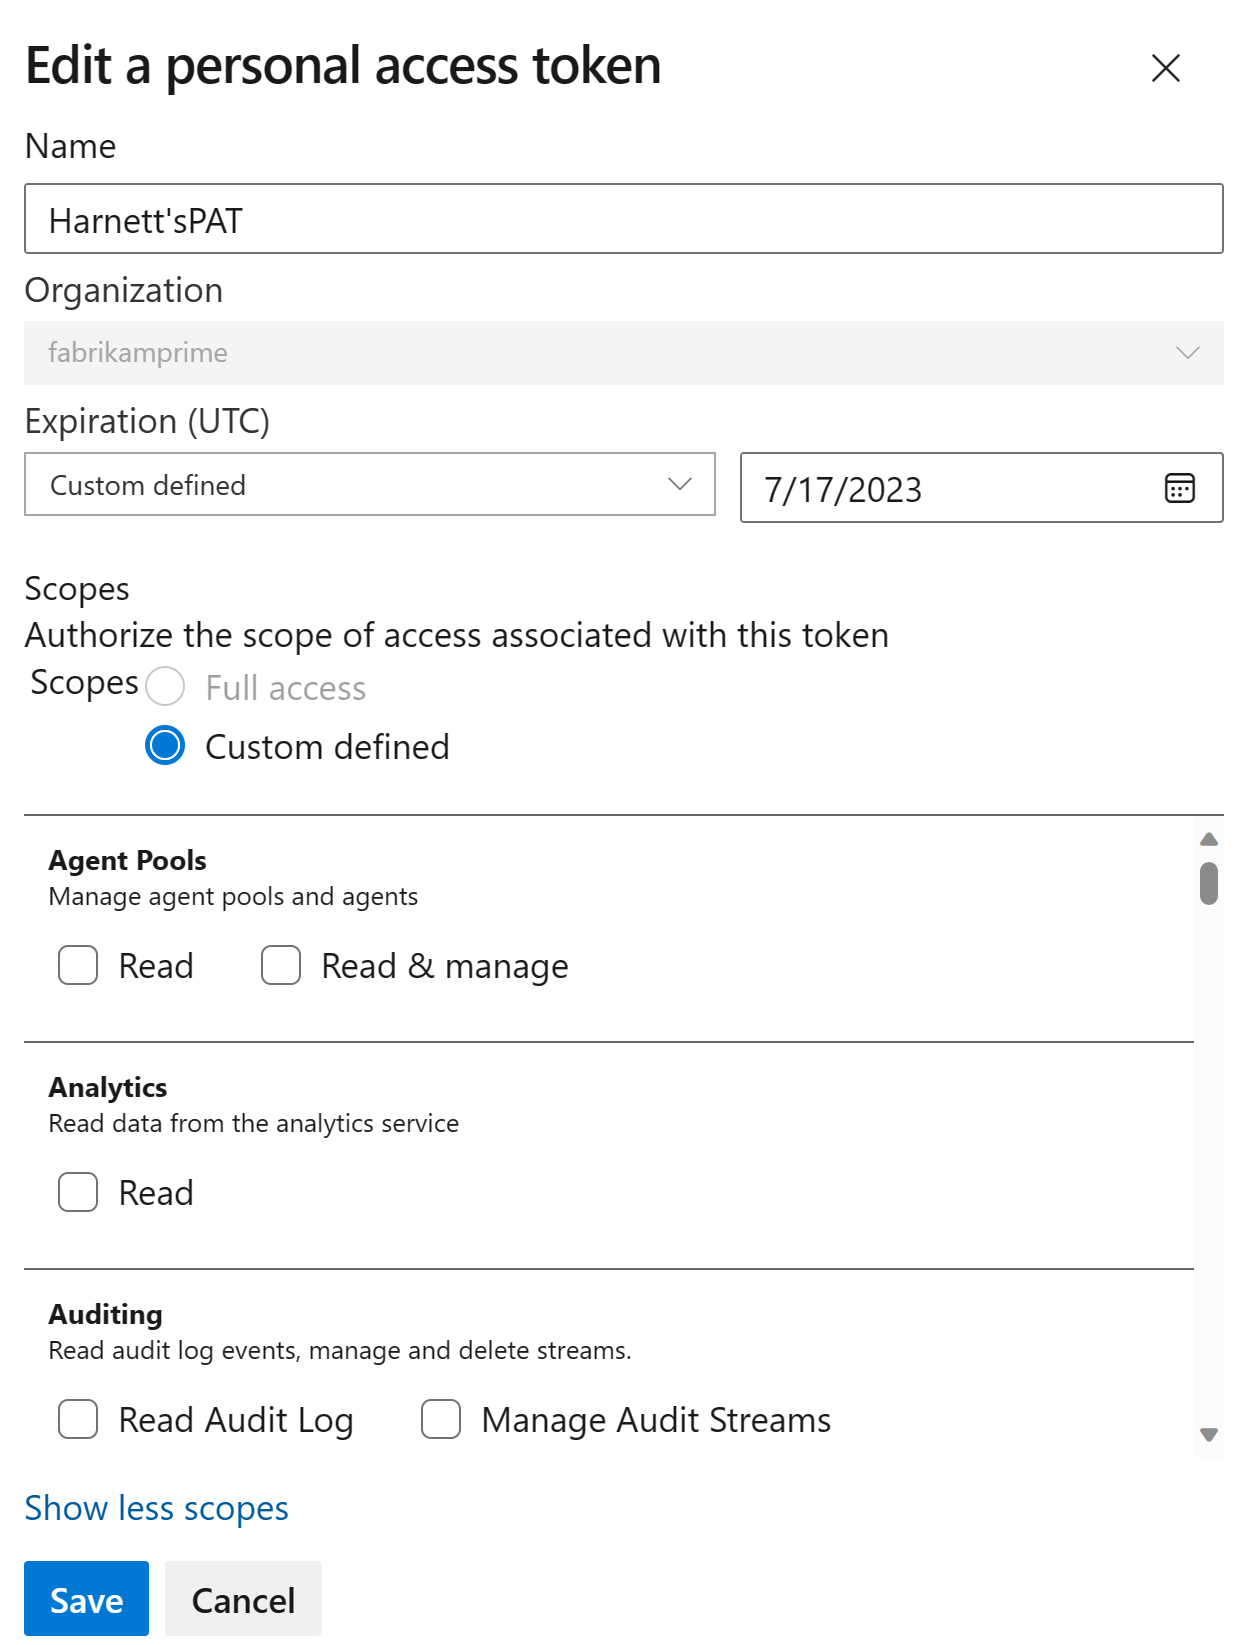 Edit a personal access token
Name
Harnett'sPAT
Organization
fabrikamprime
Expiration (UTC)
Custom defined
7/17/2023
Scopes
Authorize the scope of access associated with this token
Scopes
Full access
Custom defined
Agent Pools
Manage agent pools and agents
Read Read & manage
Analytics
Read data from the analytics service
Read
Auditing
Read audit log events, manage and delete streams.
Read Audit Log Manage Audit Streams
Show less scopes
Save Cancel